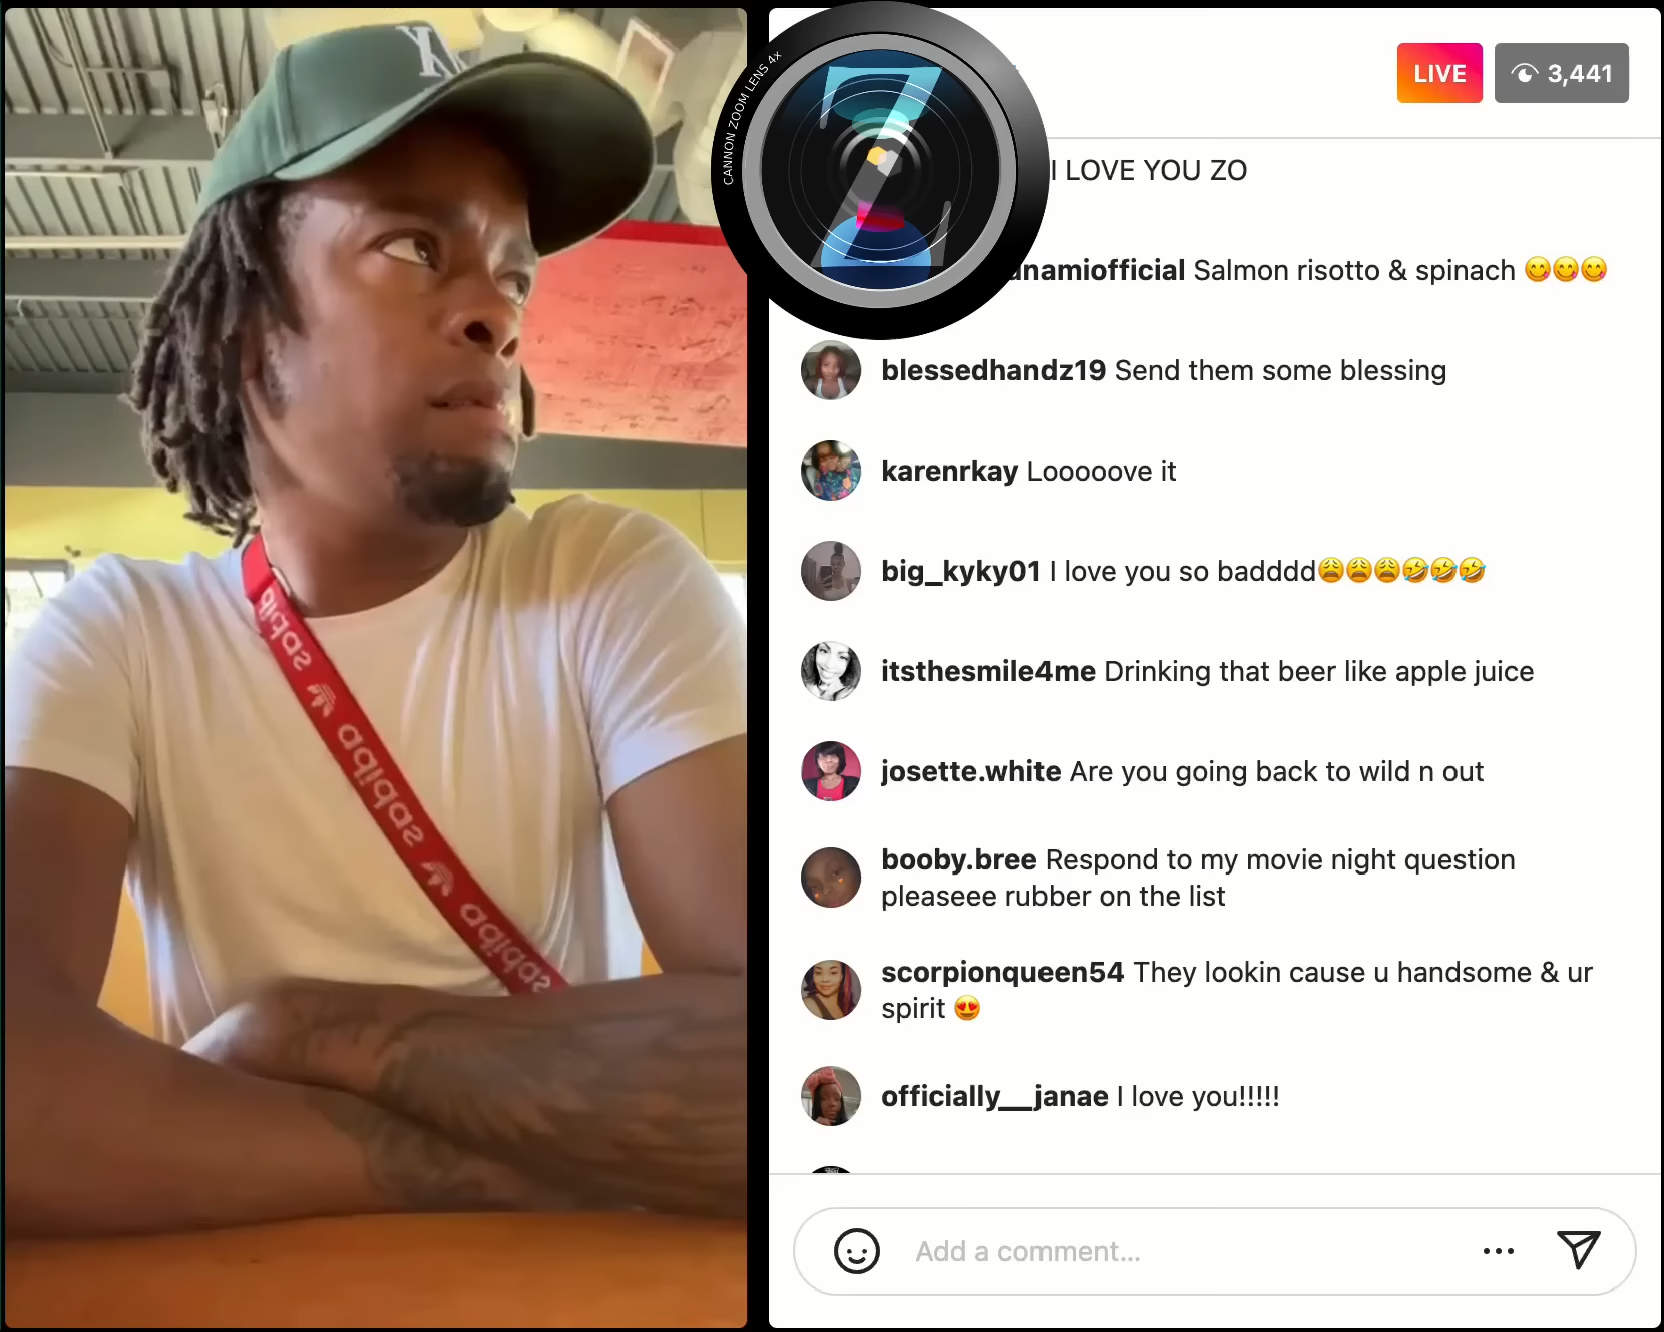 CANNON ZOOM LENS 4x
Z
LIVE
3,441
I LOVE YOU ZO
unamiofficial Salmon risotto & spinach 😋😋😋
blessedhandz19 Send them some blessing
karenrkay Looooove it
big_kyky01 I love you so badddd😩😩😩🤣🤣🤣
itsthesmile4me Drinking that beer like apple juice
josette.white Are you going back to wild n out
booby.bree Respond to my movie night question
pleaseee rubber on the list
scorpionqueen54 They lookin cause u handsome & ur
spirit 😍
officially__janae I love you!!!!!
Add a comment...
adidas
adidas
adidas